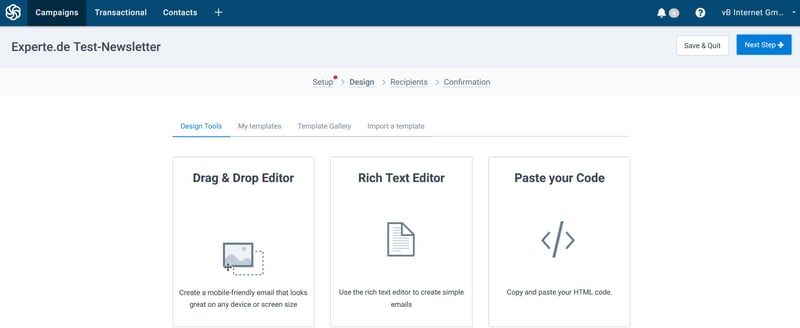 Campaigns Transactional Contacts + vB Internet Gm...
Experte.de Test-Newsletter Save & Quit Next Step →
Setup > Design > Recipients > Confirmation
Design Tools My templates Template Gallery Import a template
Drag & Drop Editor Rich Text Editor Paste your Code
Create a mobile-friendly email that looks Use the rich text editor to create simple Copy and paste your HTML code.
great on any device or screen size emails